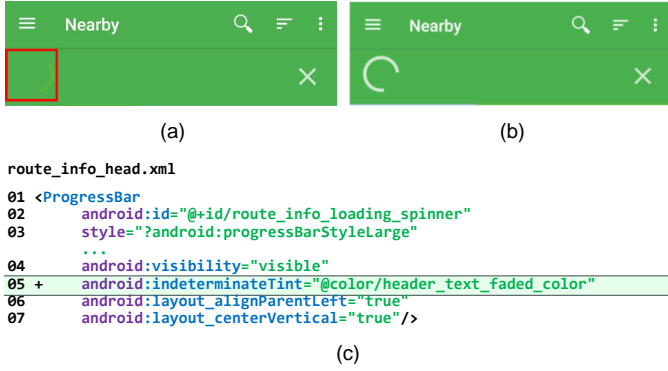 Nearby
Nearby
(a)
(b)
route_info_head.xml
01 <ProgressBar
02 android:id="@+id/route_info_loading_spinner"
03 style="?android:progressBarStyleLarge"
...
04 android:visibility="visible"
05 + android:indeterminateTint="@color/header_text_faded_color"
06 android:layout_alignParentLeft="true"
07 android:layout_centerVertical="true"/>
(c)